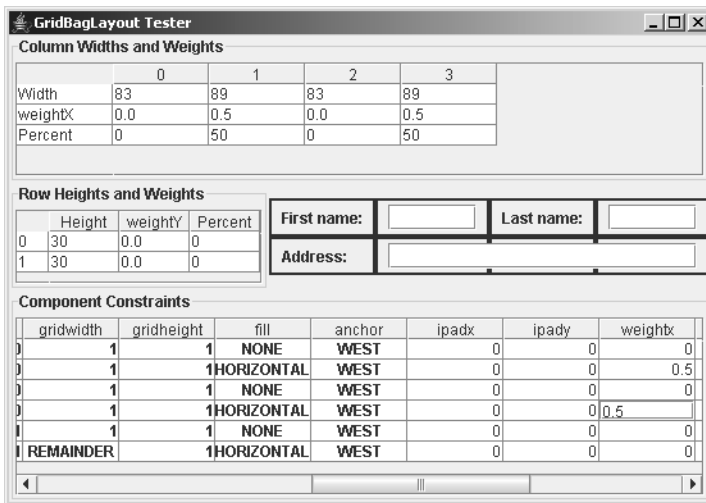 GridBagLayout Tester
Column Widths and Weights
0 1 2 3
Width 83 89 83 89
weightX 0.0 0.5 0.0 0.5
Percent 0 50 0 50
Row Heights and Weights
Height weightY Percent
0 30 0.0 0
1 30 0.0 0
First name: Last name:
Address:
Component Constraints
gridwidth gridheight fill anchor ipadx ipady weightx
1 1 NONE WEST 0 0 0
1 1 HORIZONTAL WEST 0 0 0.5
1 1 NONE WEST 0 0 0
1 1 HORIZONTAL WEST 0 0 0.5
1 1 NONE WEST 0 0 0
REMAINDER 1 HORIZONTAL WEST 0 0 0